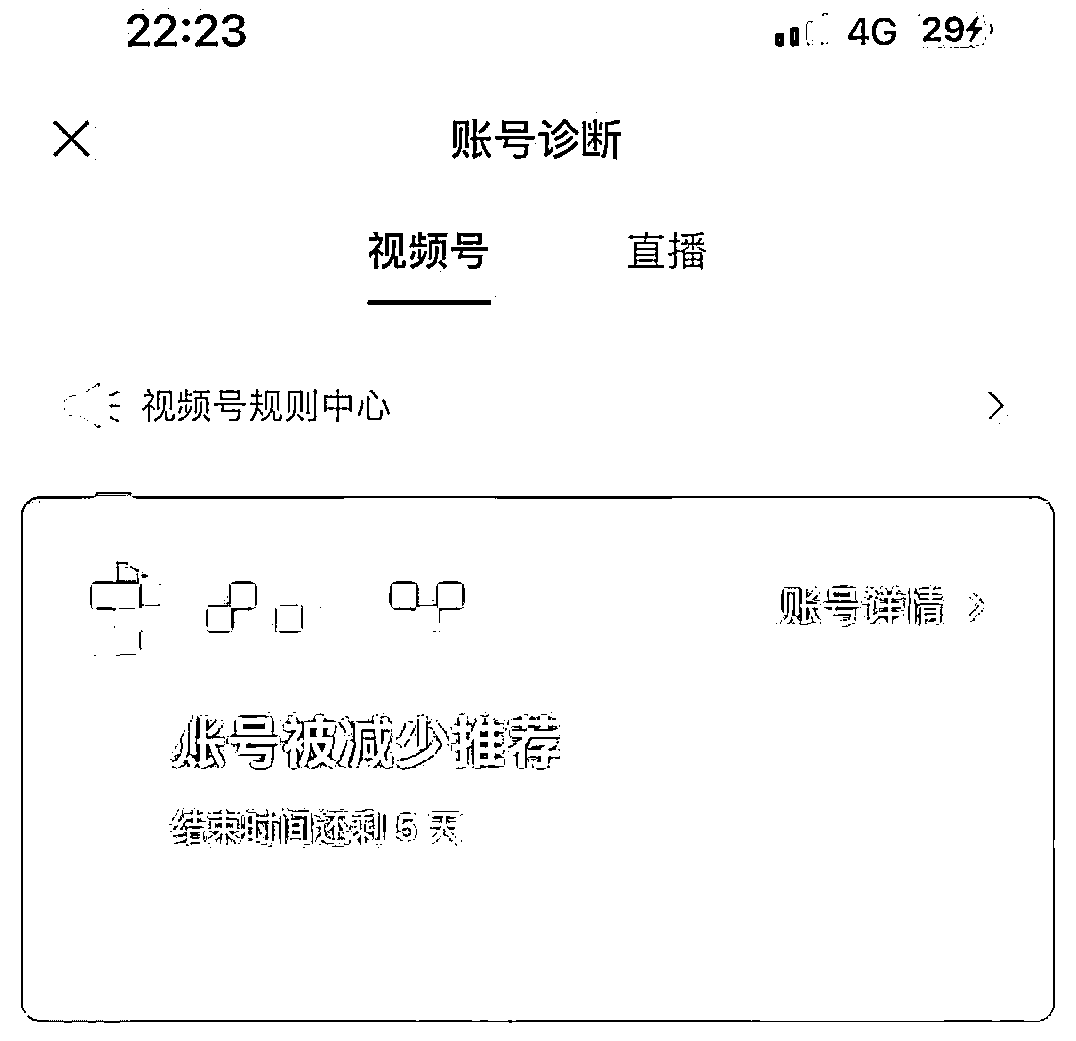 22:23 4G 29
账号诊断
视频号 直播
视频号规则中心
账号详情
账号被减少推荐
结束时间还剩 5 天